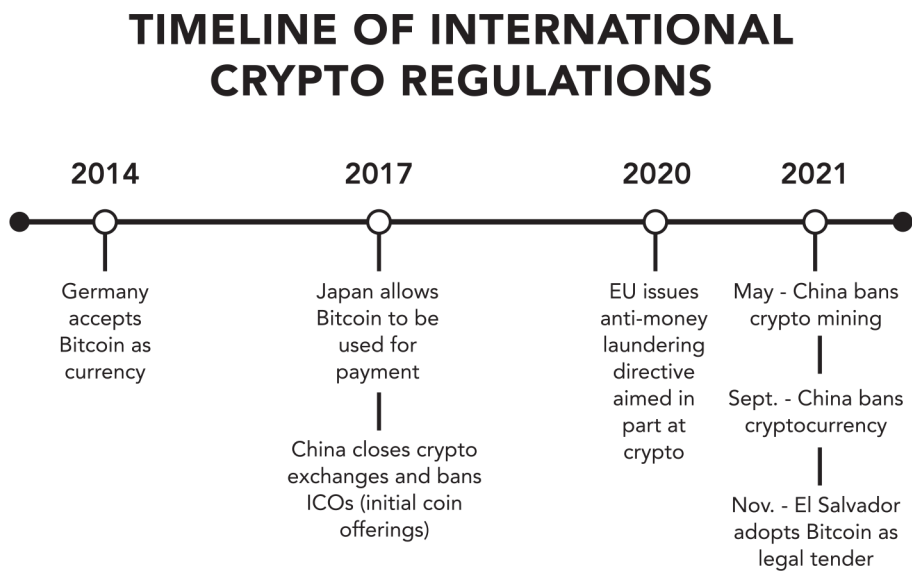 TIMELINE OF INTERNATIONAL
CRYPTO REGULATIONS
2014
Germany
accepts
Bitcoin as
currency
2017
Japan allows
Bitcoin to be
used for
payment
China closes crypto
exchanges and bans
ICOs (initial coin
offerings)
2020
EU issues
anti-money
laundering
directive
aimed in
part at
crypto
2021
May - China bans
crypto mining
Sept. - China bans
cryptocurrency
Nov. - El Salvador
adopts Bitcoin as
legal tender